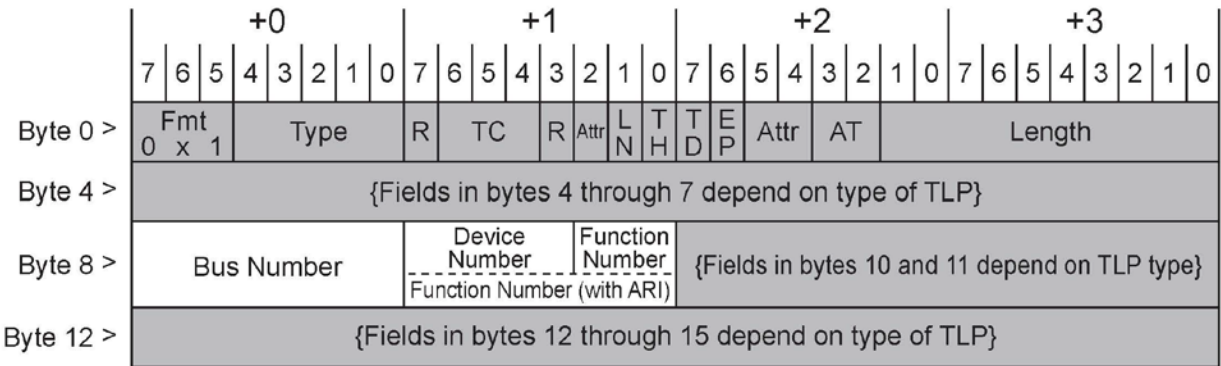 +0 +1 +2 +3
7 6 5 4 3 2 1 0 7 6 5 4 3 2 1 0 7 6 5 4 3 2 1 0 7 6 5 4 3 2 1 0
Byte 0 > Fmt 0 x 1 Type R TC R Attr LN TH TD EP Attr AT Length
Byte 4 > {Fields in bytes 4 through 7 depend on type of TLP}
Byte 8 > Bus Number Device Number Function Number {Fields in bytes 10 and 11 depend on TLP type}
Function Number (with ARI)
Byte 12 > {Fields in bytes 12 through 15 depend on type of TLP}